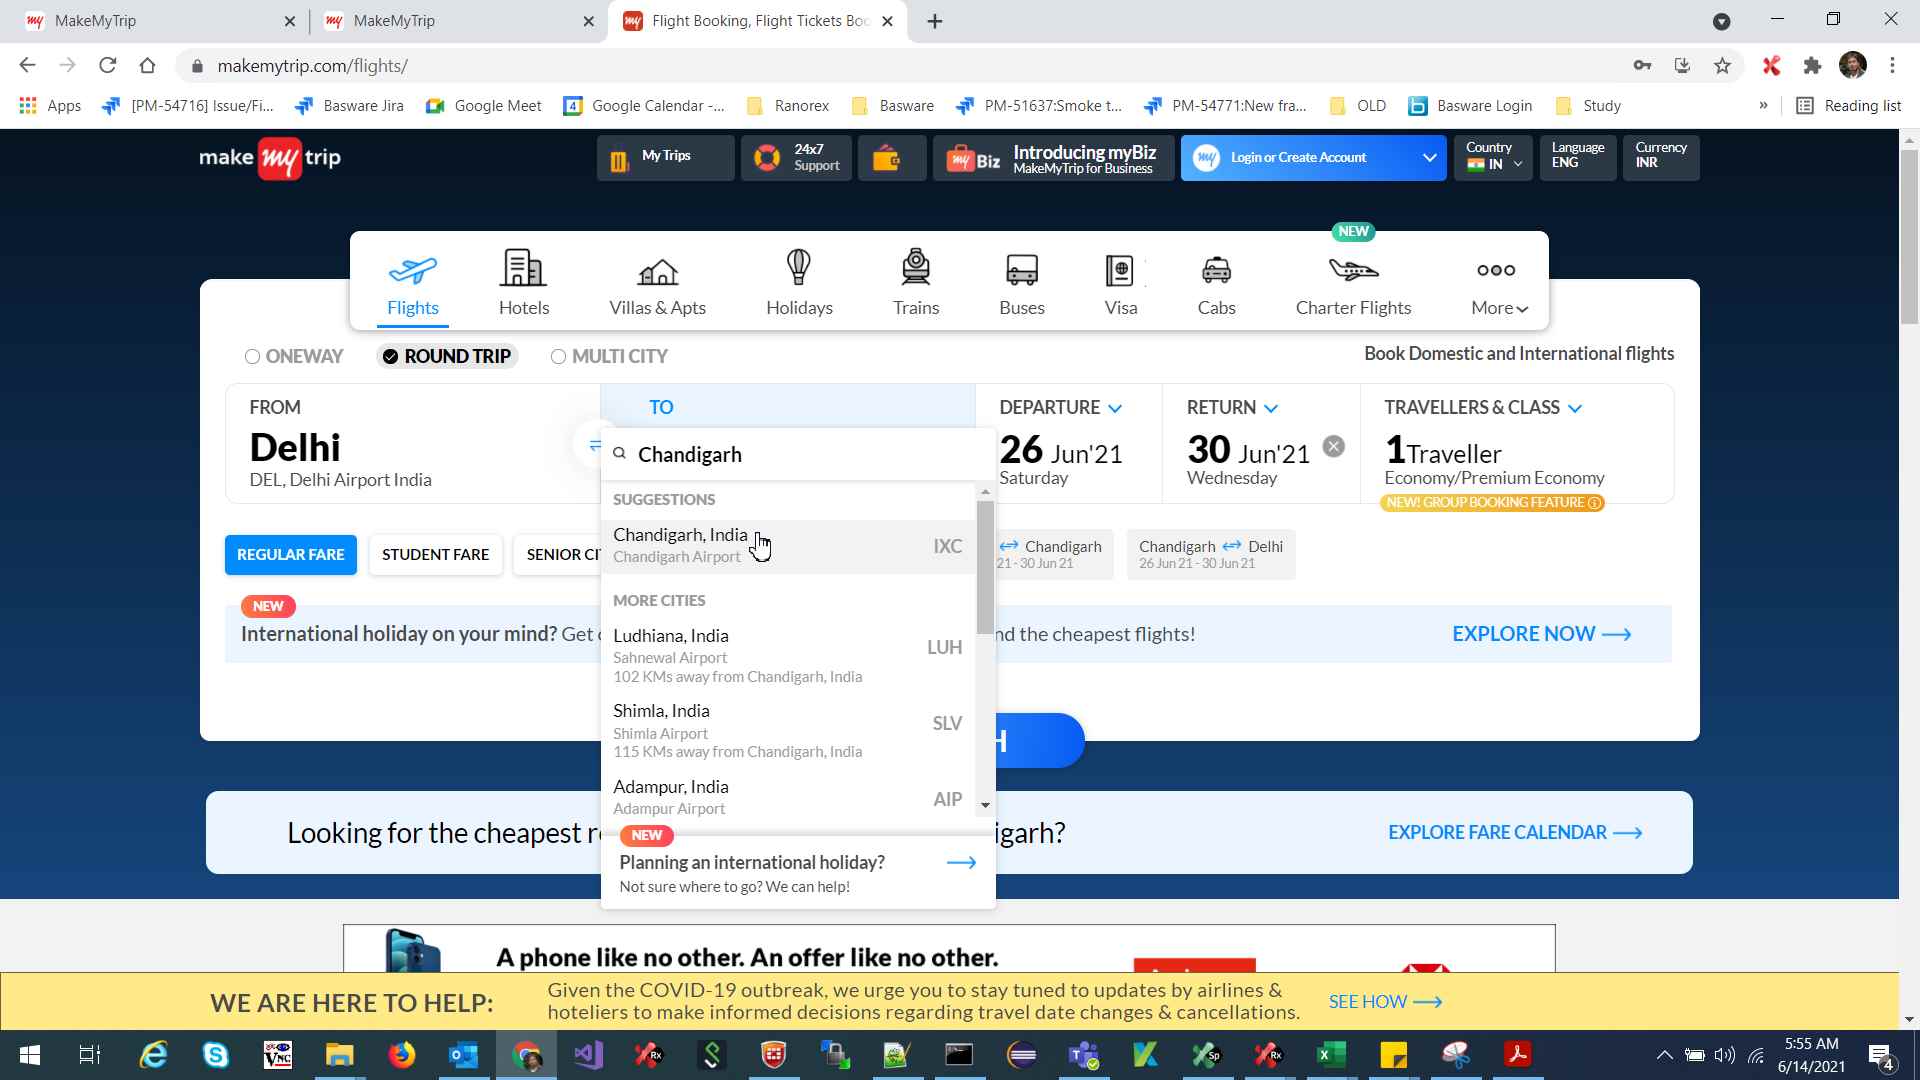 MakeMyTrip
MakeMyTrip
Flight Booking, Flight Tickets Boo
makemytrip.com/flights/
Apps
[PM-54716] Issue/Fi...
Basware Jira
Google Meet
4
Google Calendar -...
Ranorex
Basware
PM-51637:Smoke t...
PM-54771:New fra...
OLD
Basware Login
Study
»
Reading list
make my trip
My Trips
24x7
Support
my Biz
Introducing myBiz
MakeMyTrip for Business
my
Login or Create Account
Country
IN
Language
ENG
Currency
INR
NEW
Flights
Hotels
Villas & Apts
Holidays
Trains
Buses
Visa
Cabs
Charter Flights
More
ONEWAY
ROUND TRIP
MULTI CITY
Book Domestic and International flights
FROM
Delhi
DEL, Delhi Airport India
TO
Chandigarh
DEPARTURE
26 Jun'21
Saturday
RETURN
30 Jun'21
Wednesday
TRAVELLERS & CLASS
1Traveller
Economy/Premium Economy
NEW! GROUP BOOKING FEATURE
SUGGESTIONS
Chandigarh, India
Chandigarh Airport
IXC
MORE CITIES
Ludhiana, India
Sahnewal Airport
102 KMs away from Chandigarh, India
LUH
Shimla, India
Shimla Airport
115 KMs away from Chandigarh, India
SLV
Adampur, India
Adampur Airport
AIP
NEW
Planning an international holiday?
Not sure where to go? We can help!
REGULAR FARE
STUDENT FARE
SENIOR CIT
Chandigarh
21 - 30 Jun 21
Chandigarh Delhi
26 Jun 21 - 30 Jun 21
NEW
International holiday on your mind? Get
nd the cheapest flights!
EXPLORE NOW
H
Looking for the cheapest r
igarh?
EXPLORE FARE CALENDAR
A phone like no other. An offer like no other.
WE ARE HERE TO HELP:
Given the COVID-19 outbreak, we urge you to stay tuned to updates by airlines &
hoteliers to make informed decisions regarding travel date changes & cancellations.
SEE HOW
5:55 AM
6/14/2021
4